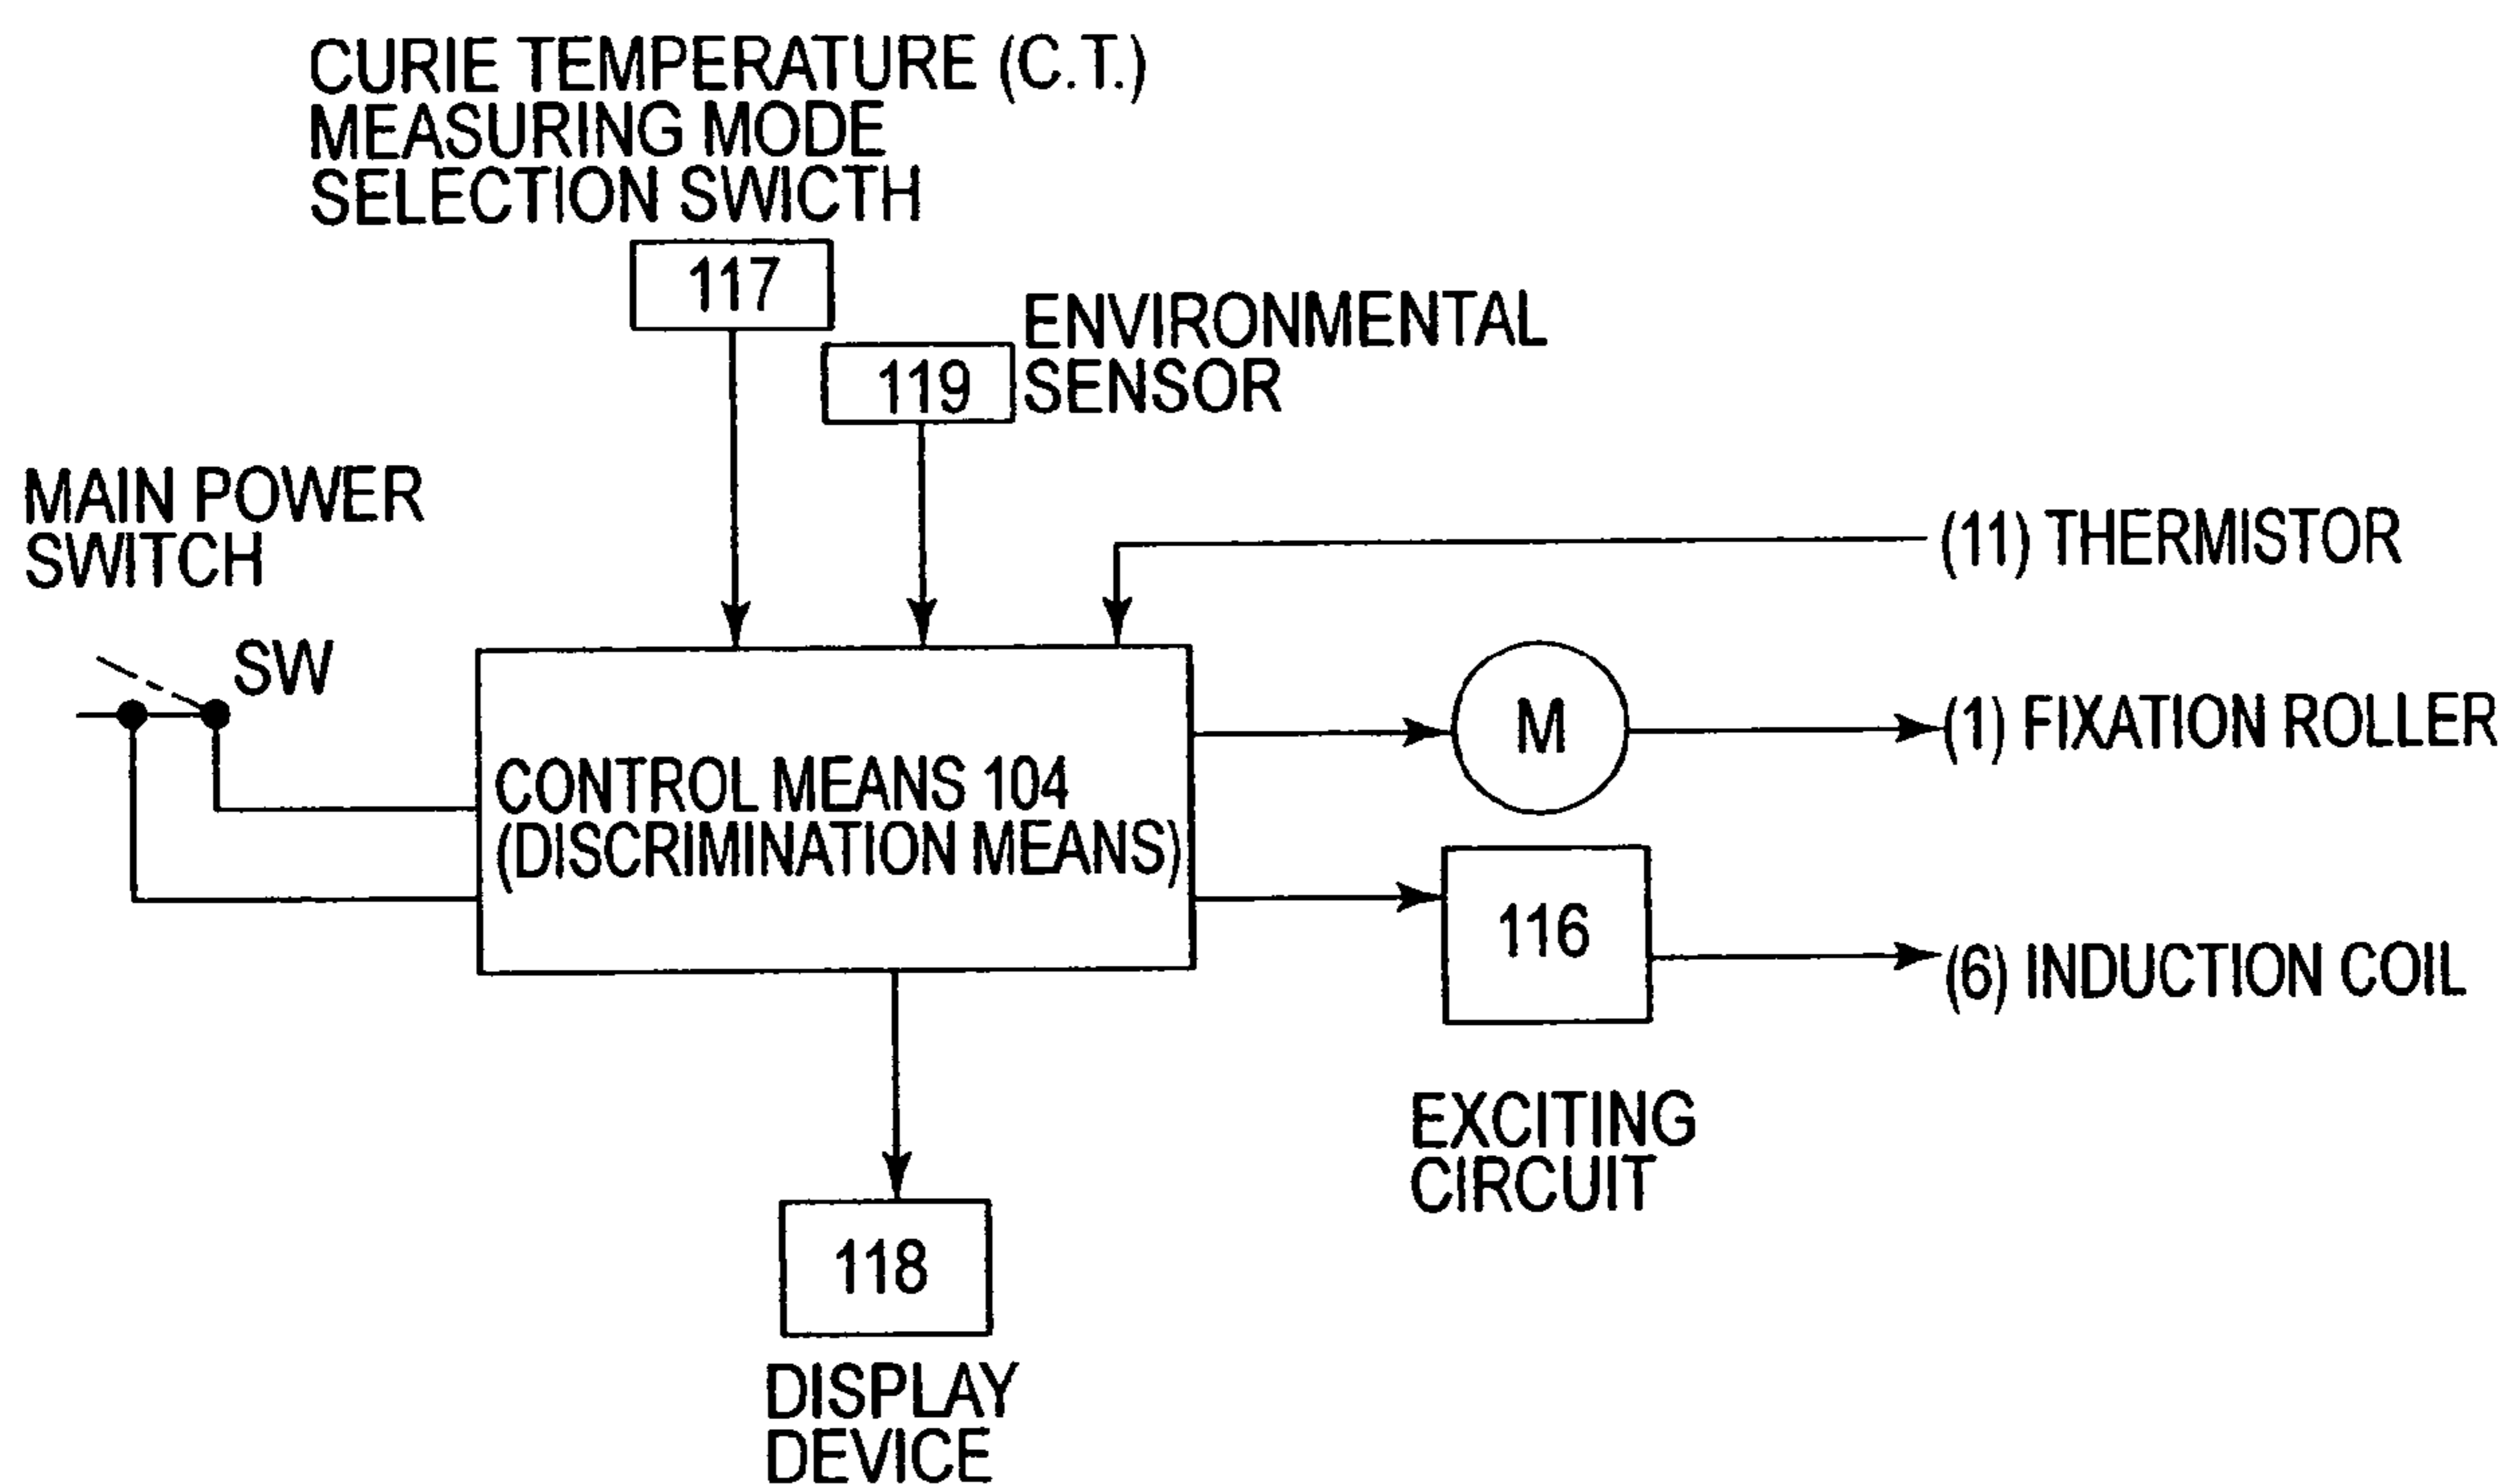 CURIE TEMPERATURE (C.T.)
MEASURING MODE
SELECTION SWICTH
117
ENVIRONMENTAL
SENSOR
119
MAIN POWER
SWITCH
(11) THERMISTOR
SW
M
(1) FIXATION ROLLER
CONTROL MEANS 104
(DISCRIMINATION MEANS)
116
(6) INDUCTION COIL
EXCITING
CIRCUIT
118
DISPLAY
DEVICE